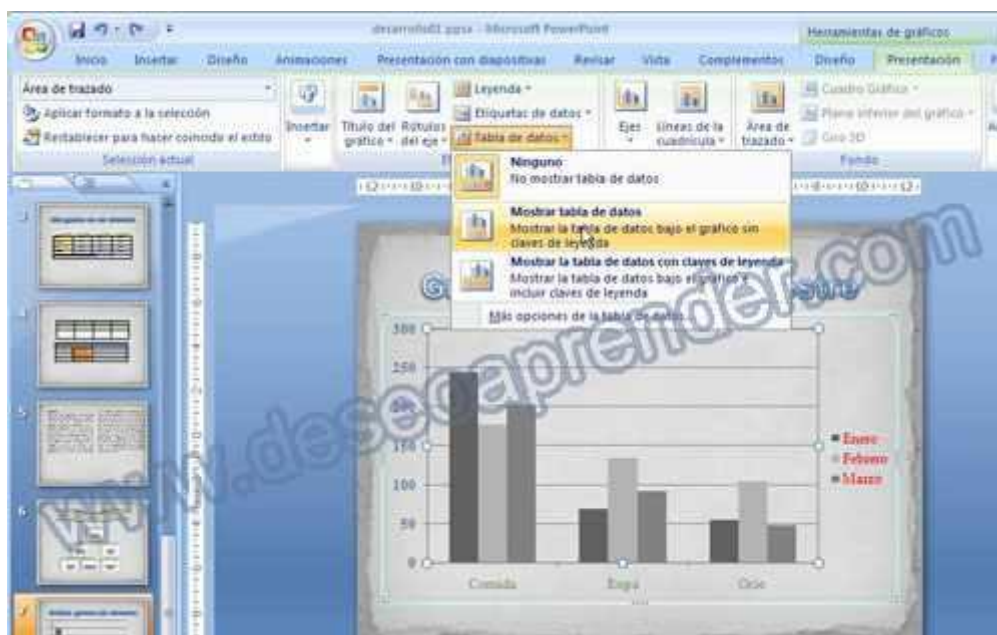 desarrollo01.ppsx - Microsoft PowerPoint
Herramientas de gráficos
Inicio Insertar Diseño Animaciones Presentación con diapositivas Revisar Vista Complementos Diseño Presentación
Área de trazado
Aplicar formato a la selección
Restablecer para hacer coincidir el estilo
Selección actual
Insertar
Título del gráfico
Rótulos del eje
Leyenda
Etiquetas de datos
Tabla de datos
Ejes
Líneas de la cuadrícula
Área de trazado
Cuadro Gráfico
Plano inferior del gráfico
Giro 3D
Fondo
Ninguno
No mostrar tabla de datos
Mostrar tabla de datos
Mostrar la tabla de datos bajo el gráfico sin
claves de leyenda
Mostrar la tabla de datos con claves de leyenda
Mostrar la tabla de datos bajo el gráfico e
incluir claves de leyenda
Más opciones de la tabla de datos...
300
250
200
150
100
50
0
Enero
Febrero
Marzo
Comida Ropa Ocio
5
6
7
www.deseoaprender.com